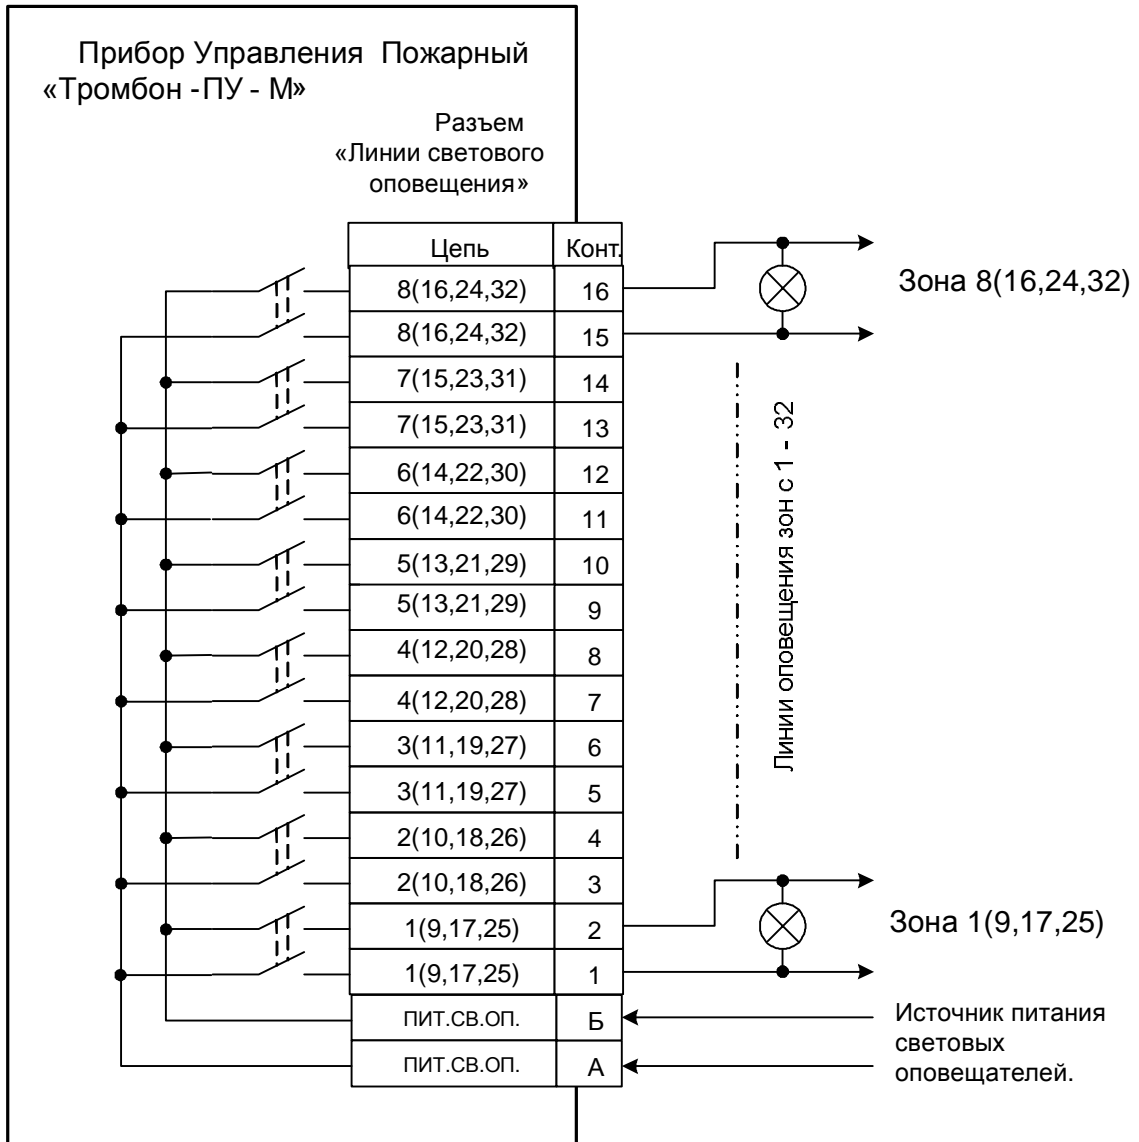 Прибор Управления Пожарный
«Тромбон -ПУ - М»
Разъем
«Линии светового
оповещения»
Цепь Конт.
8(16,24,32) 16
8(16,24,32) 15
7(15,23,31) 14
7(15,23,31) 13
6(14,22,30) 12
6(14,22,30) 11
5(13,21,29) 10
5(13,21,29) 9
4(12,20,28) 8
4(12,20,28) 7
3(11,19,27) 6
3(11,19,27) 5
2(10,18,26) 4
2(10,18,26) 3
1(9,17,25) 2
1(9,17,25) 1
ПИТ.СВ.ОП. Б
ПИТ.СВ.ОП. А
Зона 8(16,24,32)
Линии оповещения зон с 1 - 32
Зона 1(9,17,25)
Источник питания
световых
оповещателей.